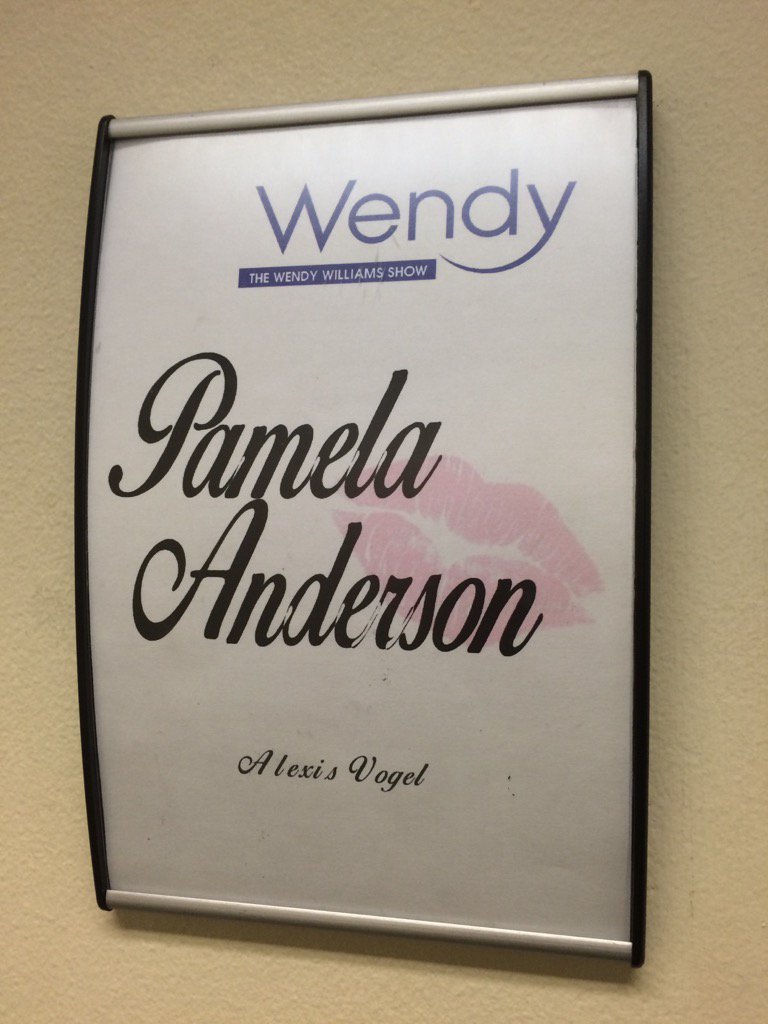 Wendy
THE WENDY WILLIAMS SHOW
Pamela
Anderson
Alexis Vogel